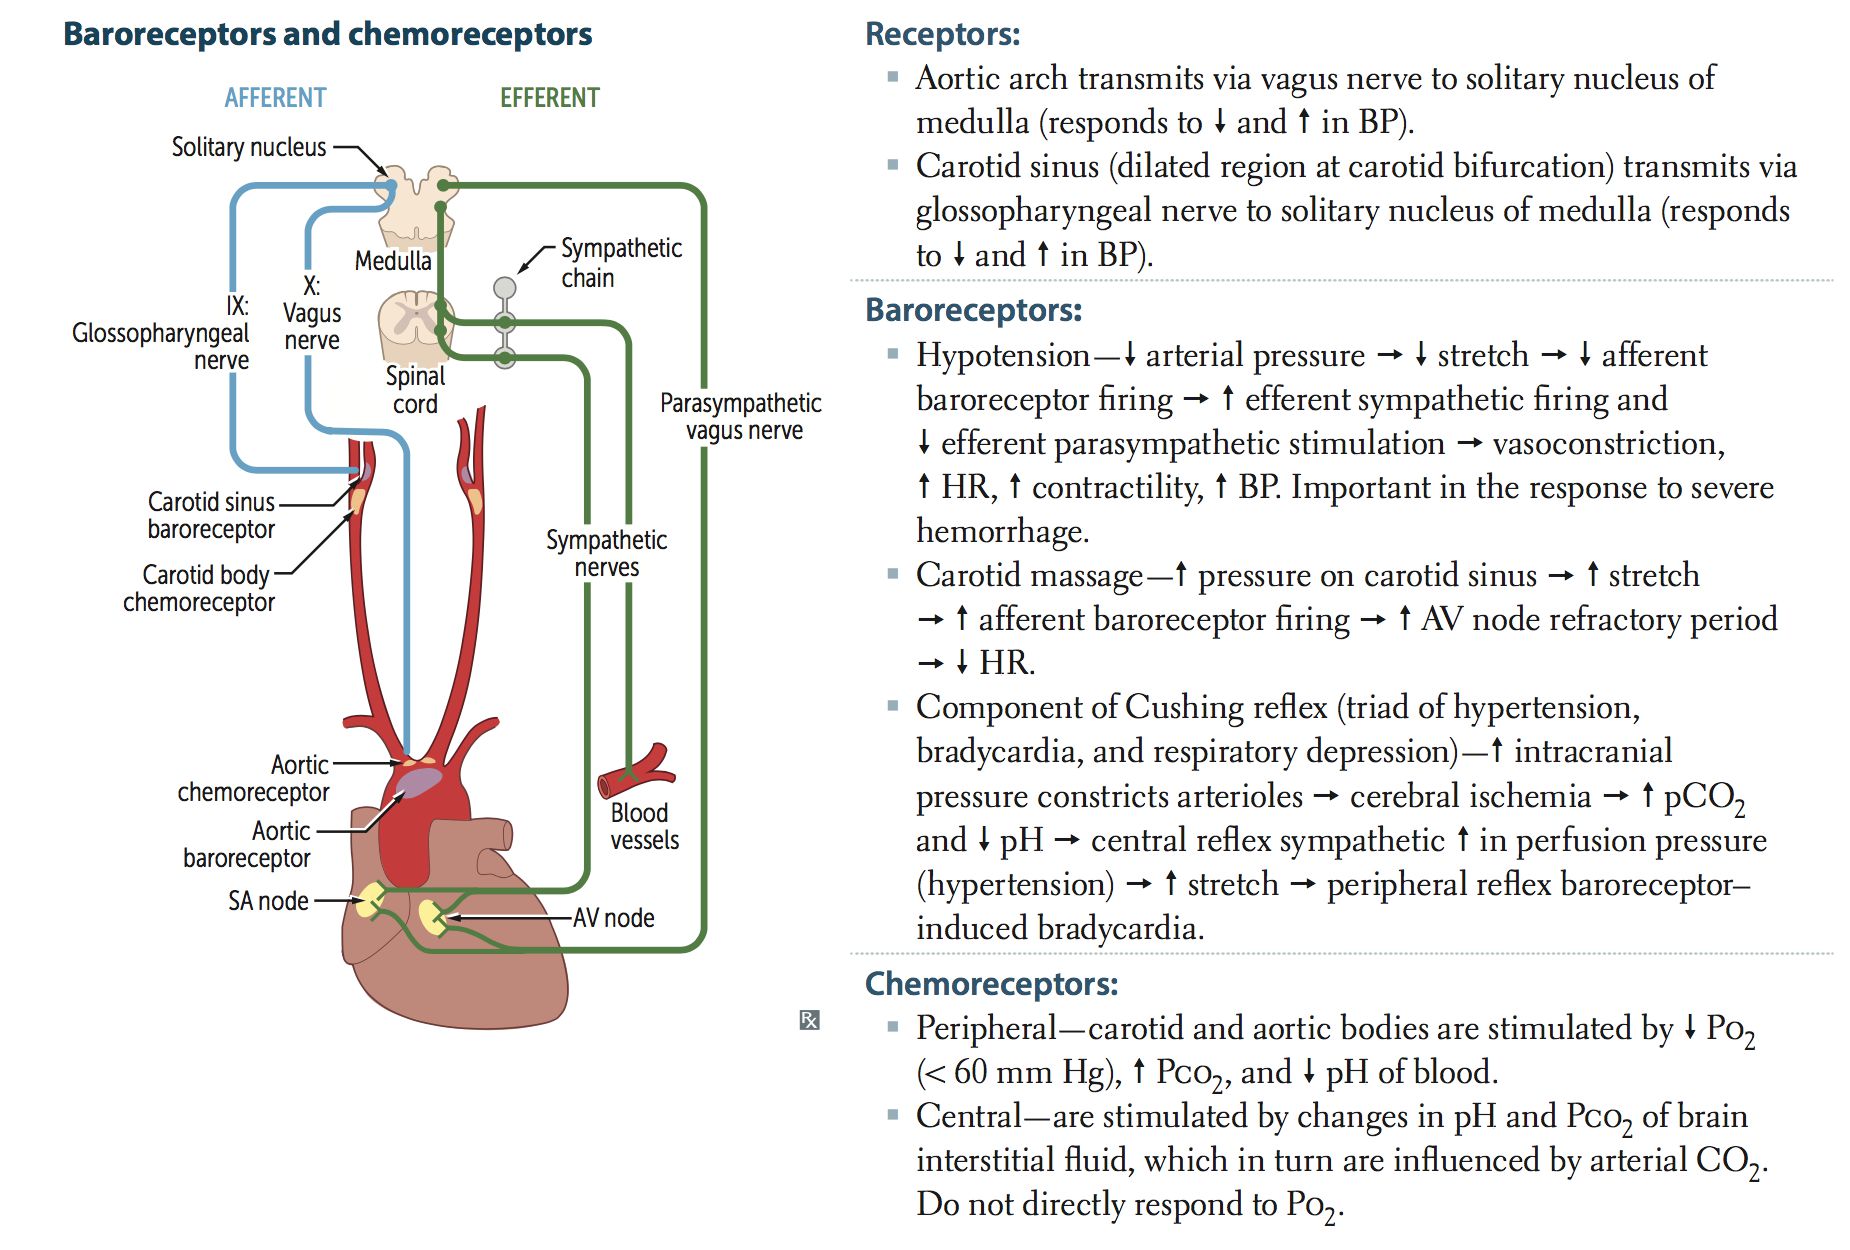 Baroreceptors and chemoreceptors
AFFERENT
EFFERENT
Solitary nucleus
Medulla
Sympathetic
chain
IX:
Glossopharyngeal
nerve
X:
Vagus
nerve
Spinal
cord
Parasympathetic
vagus nerve
Carotid sinus
baroreceptor
Carotid body
chemoreceptor
Sympathetic
nerves
Aortic
chemoreceptor
Aortic
baroreceptor
Blood
vessels
SA node
AV node
Rx
Receptors:
Aortic arch transmits via vagus nerve to solitary nucleus of
medulla (responds to ↓ and ↑ in BP).
Carotid sinus (dilated region at carotid bifurcation) transmits via
glossopharyngeal nerve to solitary nucleus of medulla (responds
to ↓ and ↑ in BP).
Baroreceptors:
Hypotension—↓ arterial pressure → ↓ stretch → ↓ afferent
baroreceptor firing → ↑ efferent sympathetic firing and
↓ efferent parasympathetic stimulation → vasoconstriction,
↑ HR, ↑ contractility, ↑ BP. Important in the response to severe
hemorrhage.
Carotid massage—↑ pressure on carotid sinus → ↑ stretch
→ ↑ afferent baroreceptor firing → ↑ AV node refractory period
→ ↓ HR.
Component of Cushing reflex (triad of hypertension,
bradycardia, and respiratory depression)—↑ intracranial
pressure constricts arterioles → cerebral ischemia → ↑ pCO₂
and ↓ pH → central reflex sympathetic ↑ in perfusion pressure
(hypertension) → ↑ stretch → peripheral reflex baroreceptor–
induced bradycardia.
Chemoreceptors:
Peripheral—carotid and aortic bodies are stimulated by ↓ PO₂
(< 60 mm Hg), ↑ PCO₂, and ↓ pH of blood.
Central—are stimulated by changes in pH and PCO₂ of brain
interstitial fluid, which in turn are influenced by arterial CO₂.
Do not directly respond to PO₂.